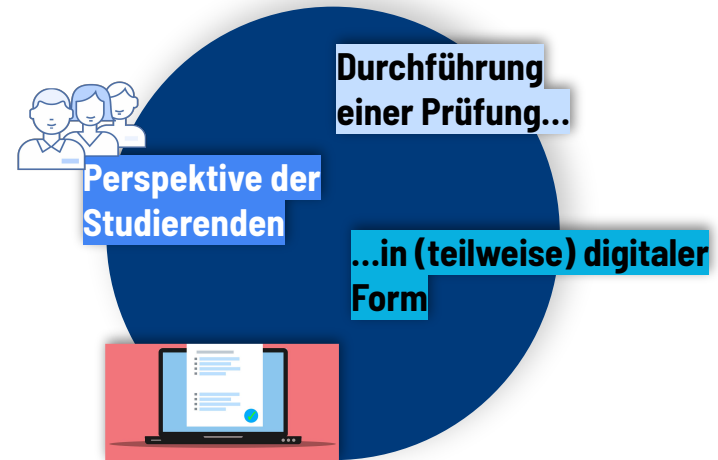 Durchführung
einer Prüfung...
Perspektive der
Studierenden
...in (teilweise) digitaler
Form